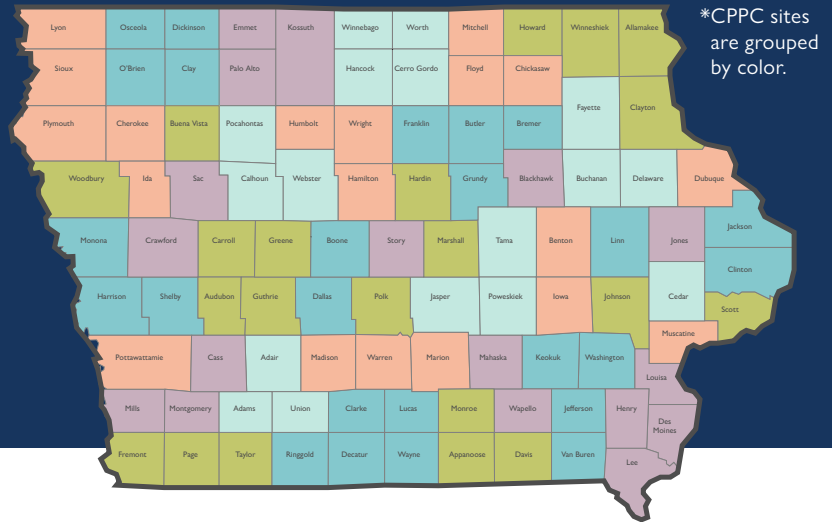 *CPPC sites
are grouped
by color.
Lyon Osceola Dickinson Emmet Kossuth Winnebago Worth Mitchell Howard Winneshiek Allamakee
Sioux O'Brien Clay Palo Alto Hancock Cerro Gordo Floyd Chickasaw
Fayette Clayton
Plymouth Cherokee Buena Vista Pocahontas Humbolt Wright Franklin Butler Bremer
Woodbury Ida Sac Calhoun Webster Hamilton Hardin Grundy Blackhawk Buchanan Delaware Dubuque
Jackson
Monona Crawford Carroll Greene Boone Story Marshall Tama Benton Linn Jones
Clinton
Harrison Shelby Audubon Guthrie Dallas Polk Jasper Poweskiek Iowa Johnson Cedar
Scott
Muscatine
Pottawattamie Cass Adair Madison Warren Marion Mahaska Keokuk Washington
Louisa
Mills Montgomery Adams Union Clarke Lucas Monroe Wapello Jefferson Henry
Des
Moines
Fremont Page Taylor Ringgold Decatur Wayne Appanoose Davis Van Buren
Lee